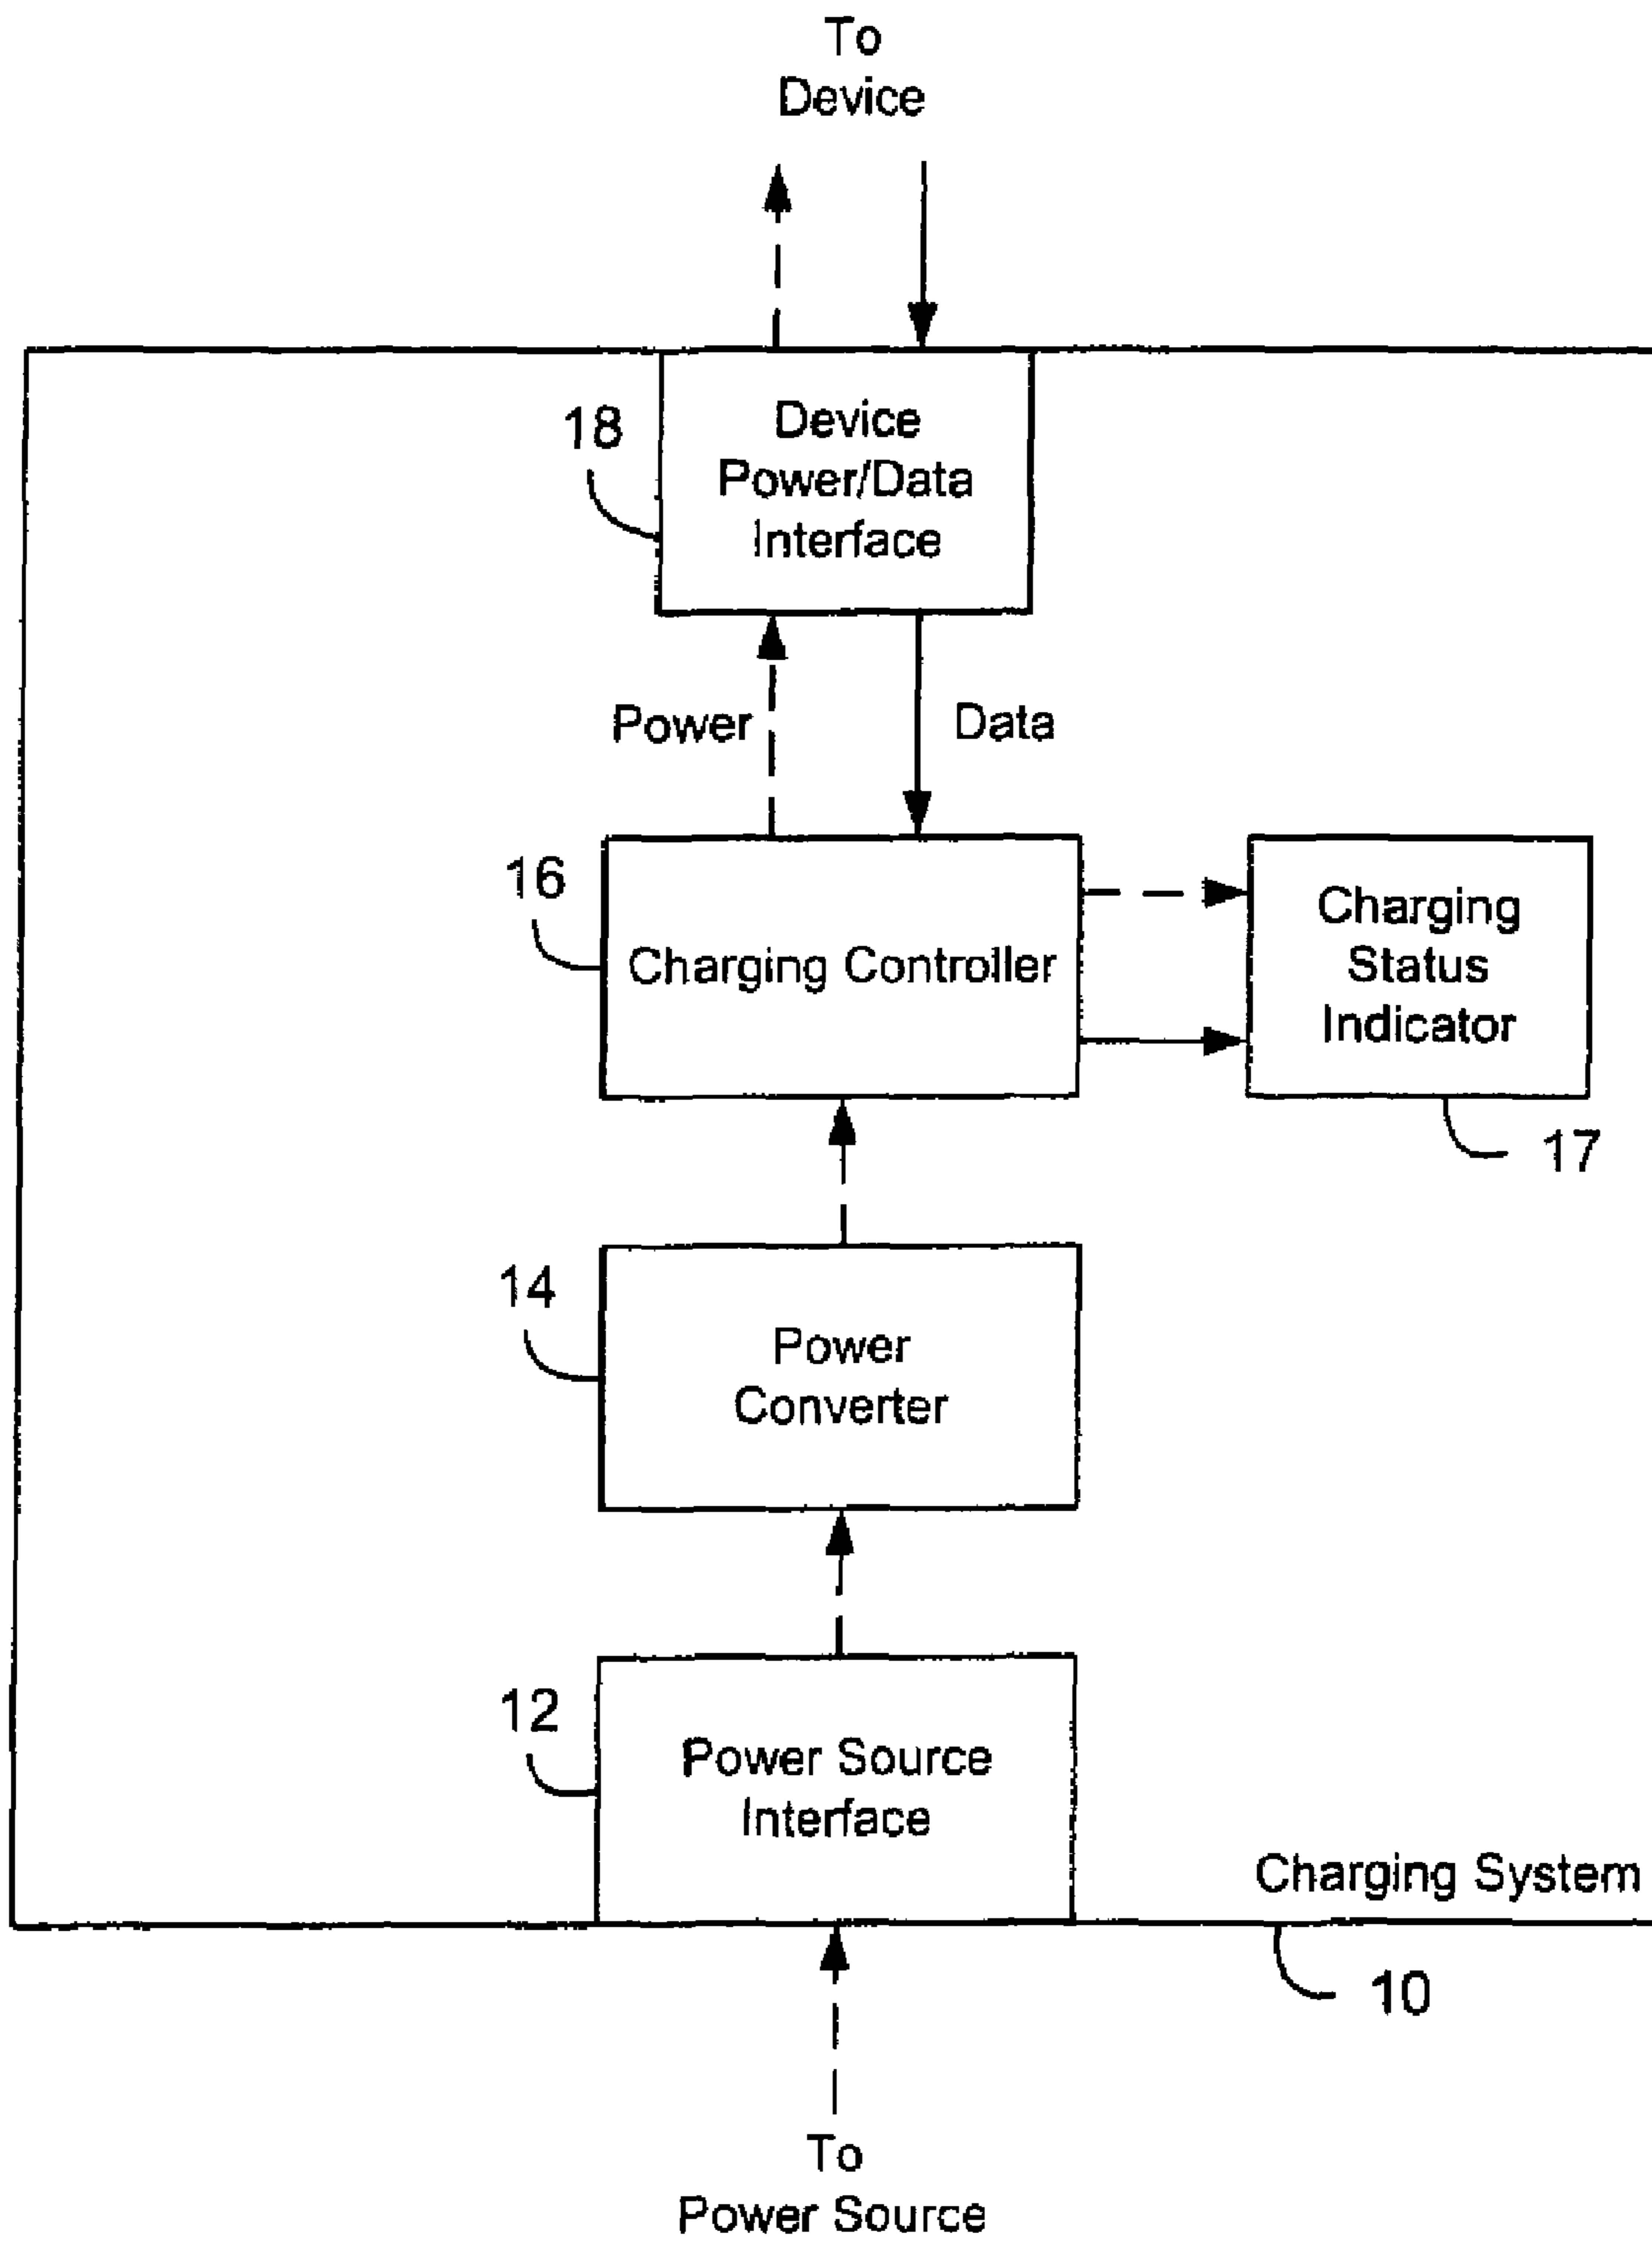 To
Device
18
Device
Power/Data
Interface
Power
Data
16
Charging Controller
Charging
Status
Indicator
17
14
Power
Converter
12
Power Source
Interface
Charging System
10
To
Power Source